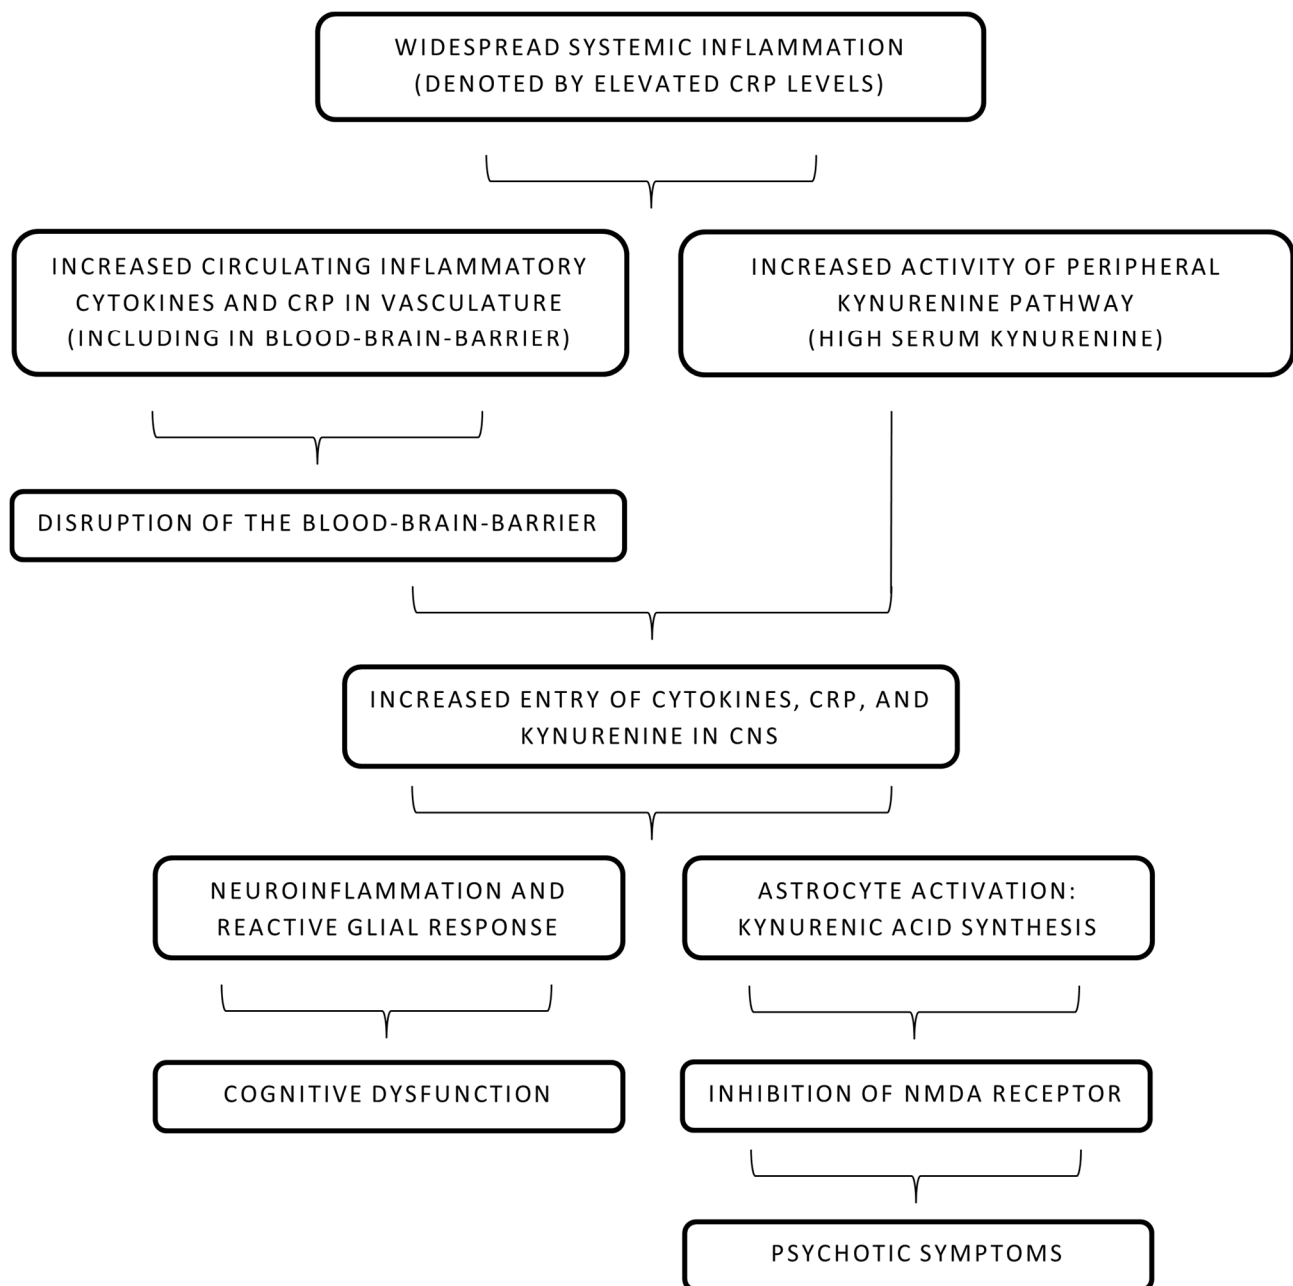 WIDESPREAD SYSTEMIC INFLAMMATION
(DENOTED BY ELEVATED CRP LEVELS)
INCREASED CIRCULATING INFLAMMATORY
CYTOKINES AND CRP IN VASCULATURE
(INCLUDING IN BLOOD-BRAIN-BARRIER)
INCREASED ACTIVITY OF PERIPHERAL
KYNURENINE PATHWAY
(HIGH SERUM KYNURENINE)
DISRUPTION OF THE BLOOD-BRAIN-BARRIER
INCREASED ENTRY OF CYTOKINES, CRP, AND
KYNURENINE IN CNS
NEUROINFLAMMATION AND
REACTIVE GLIAL RESPONSE
ASTROCYTE ACTIVATION:
KYNURENIC ACID SYNTHESIS
COGNITIVE DYSFUNCTION
INHIBITION OF NMDA RECEPTOR
PSYCHOTIC SYMPTOMS